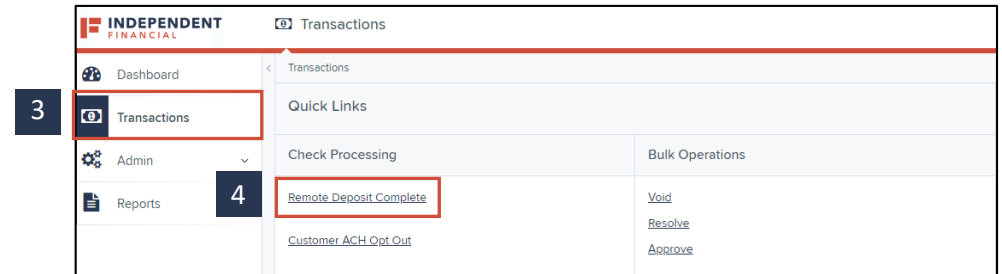 INDEPENDENT
FINANCIAL
Transactions
Dashboard
Transactions
3
Transactions
Quick Links
Admin
Check Processing
Bulk Operations
4
Reports
Remote Deposit Complete
Void
Resolve
Customer ACH Opt Out
Approve